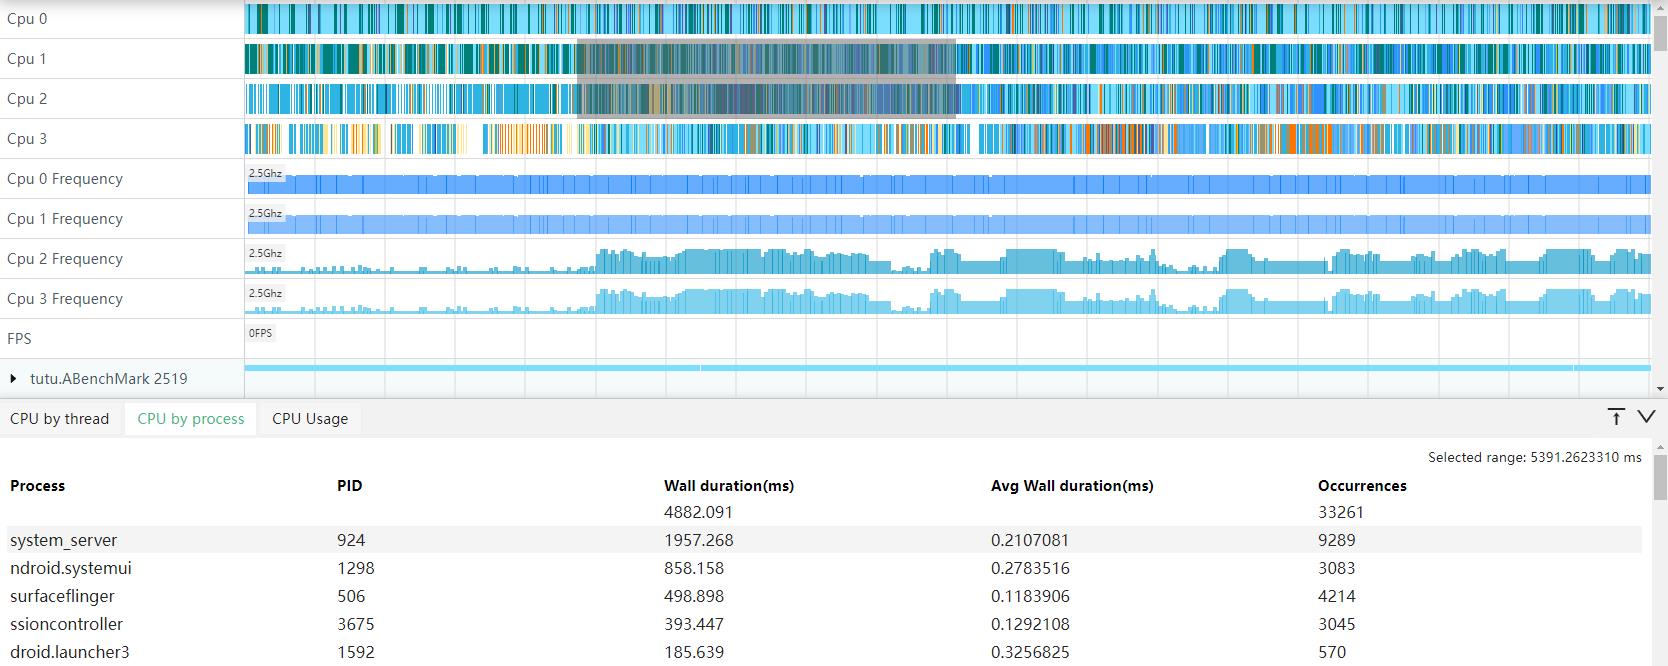 Cpu 0
Cpu 1
Cpu 2
Cpu 3
Cpu 0 Frequency 2.5Ghz
Cpu 1 Frequency 2.5Ghz
Cpu 2 Frequency 2.5Ghz
Cpu 3 Frequency 2.5Ghz
FPS 0FPS
tutu.ABenchMark 2519
CPU by thread CPU by process CPU Usage
Selected range: 5391.2623310 ms
Process PID Wall duration(ms) Avg Wall duration(ms) Occurrences
4882.091 33261
system_server 924 1957.268 0.2107081 9289
ndroid.systemui 1298 858.158 0.2783516 3083
surfaceflinger 506 498.898 0.1183906 4214
ssioncontroller 3675 393.447 0.1292108 3045
droid.launcher3 1592 185.639 0.3256825 570